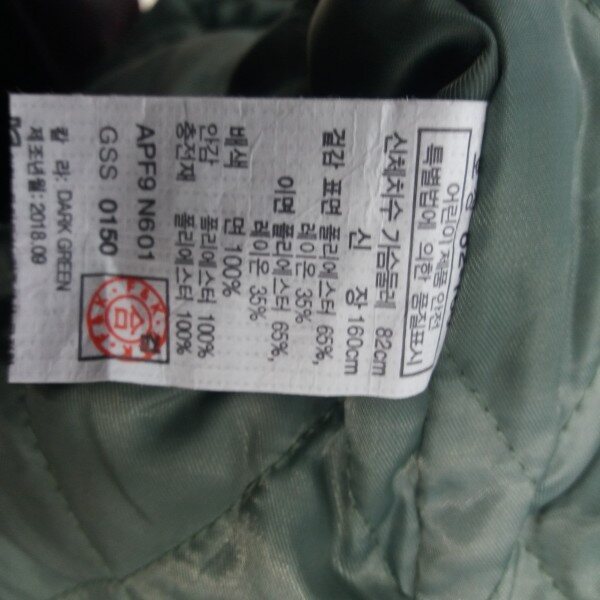 어린이제품 안전
특별법에 의한 품질표시
신체치수 가슴둘레 82cm
신 장 160cm
겉감 표면 폴리에스터 65%,
레이온 35%
이면 폴리에스터 65%,
레이온 35%
배색 면 100%
안감 폴리에스터 100%
충전재 폴리에스터 100%
APF9 N601
GSS 0150
칼 라: DARK GREEN
제조년월: 2018.09
합
검